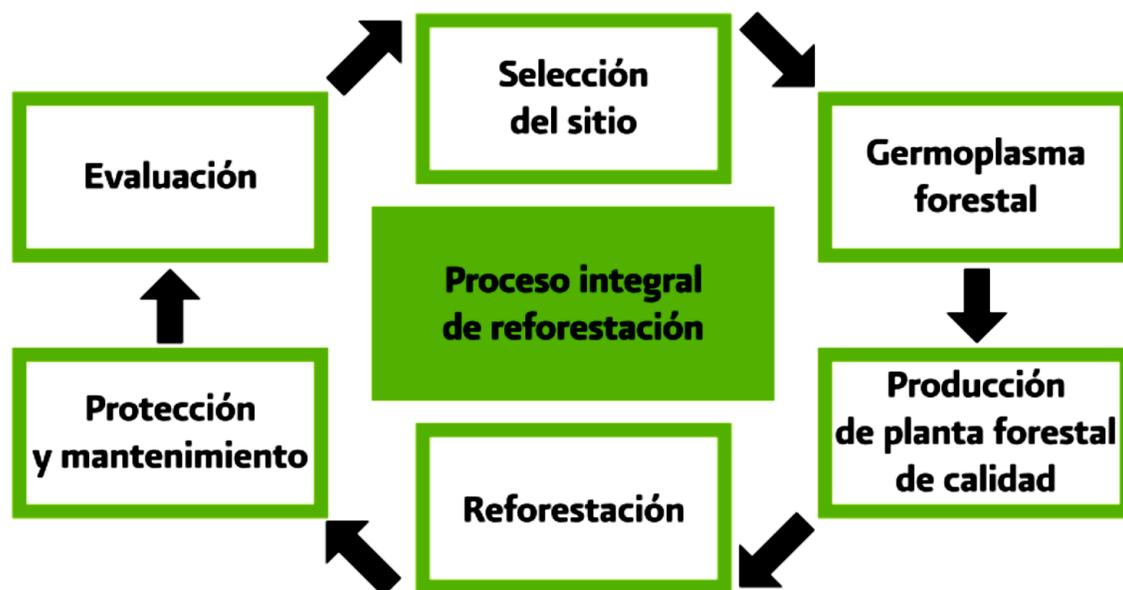 Selección
del sitio
Germoplasma
forestal
Producción
de planta forestal
de calidad
Reforestación
Protección
y mantenimiento
Evaluación
Proceso integral
de reforestación